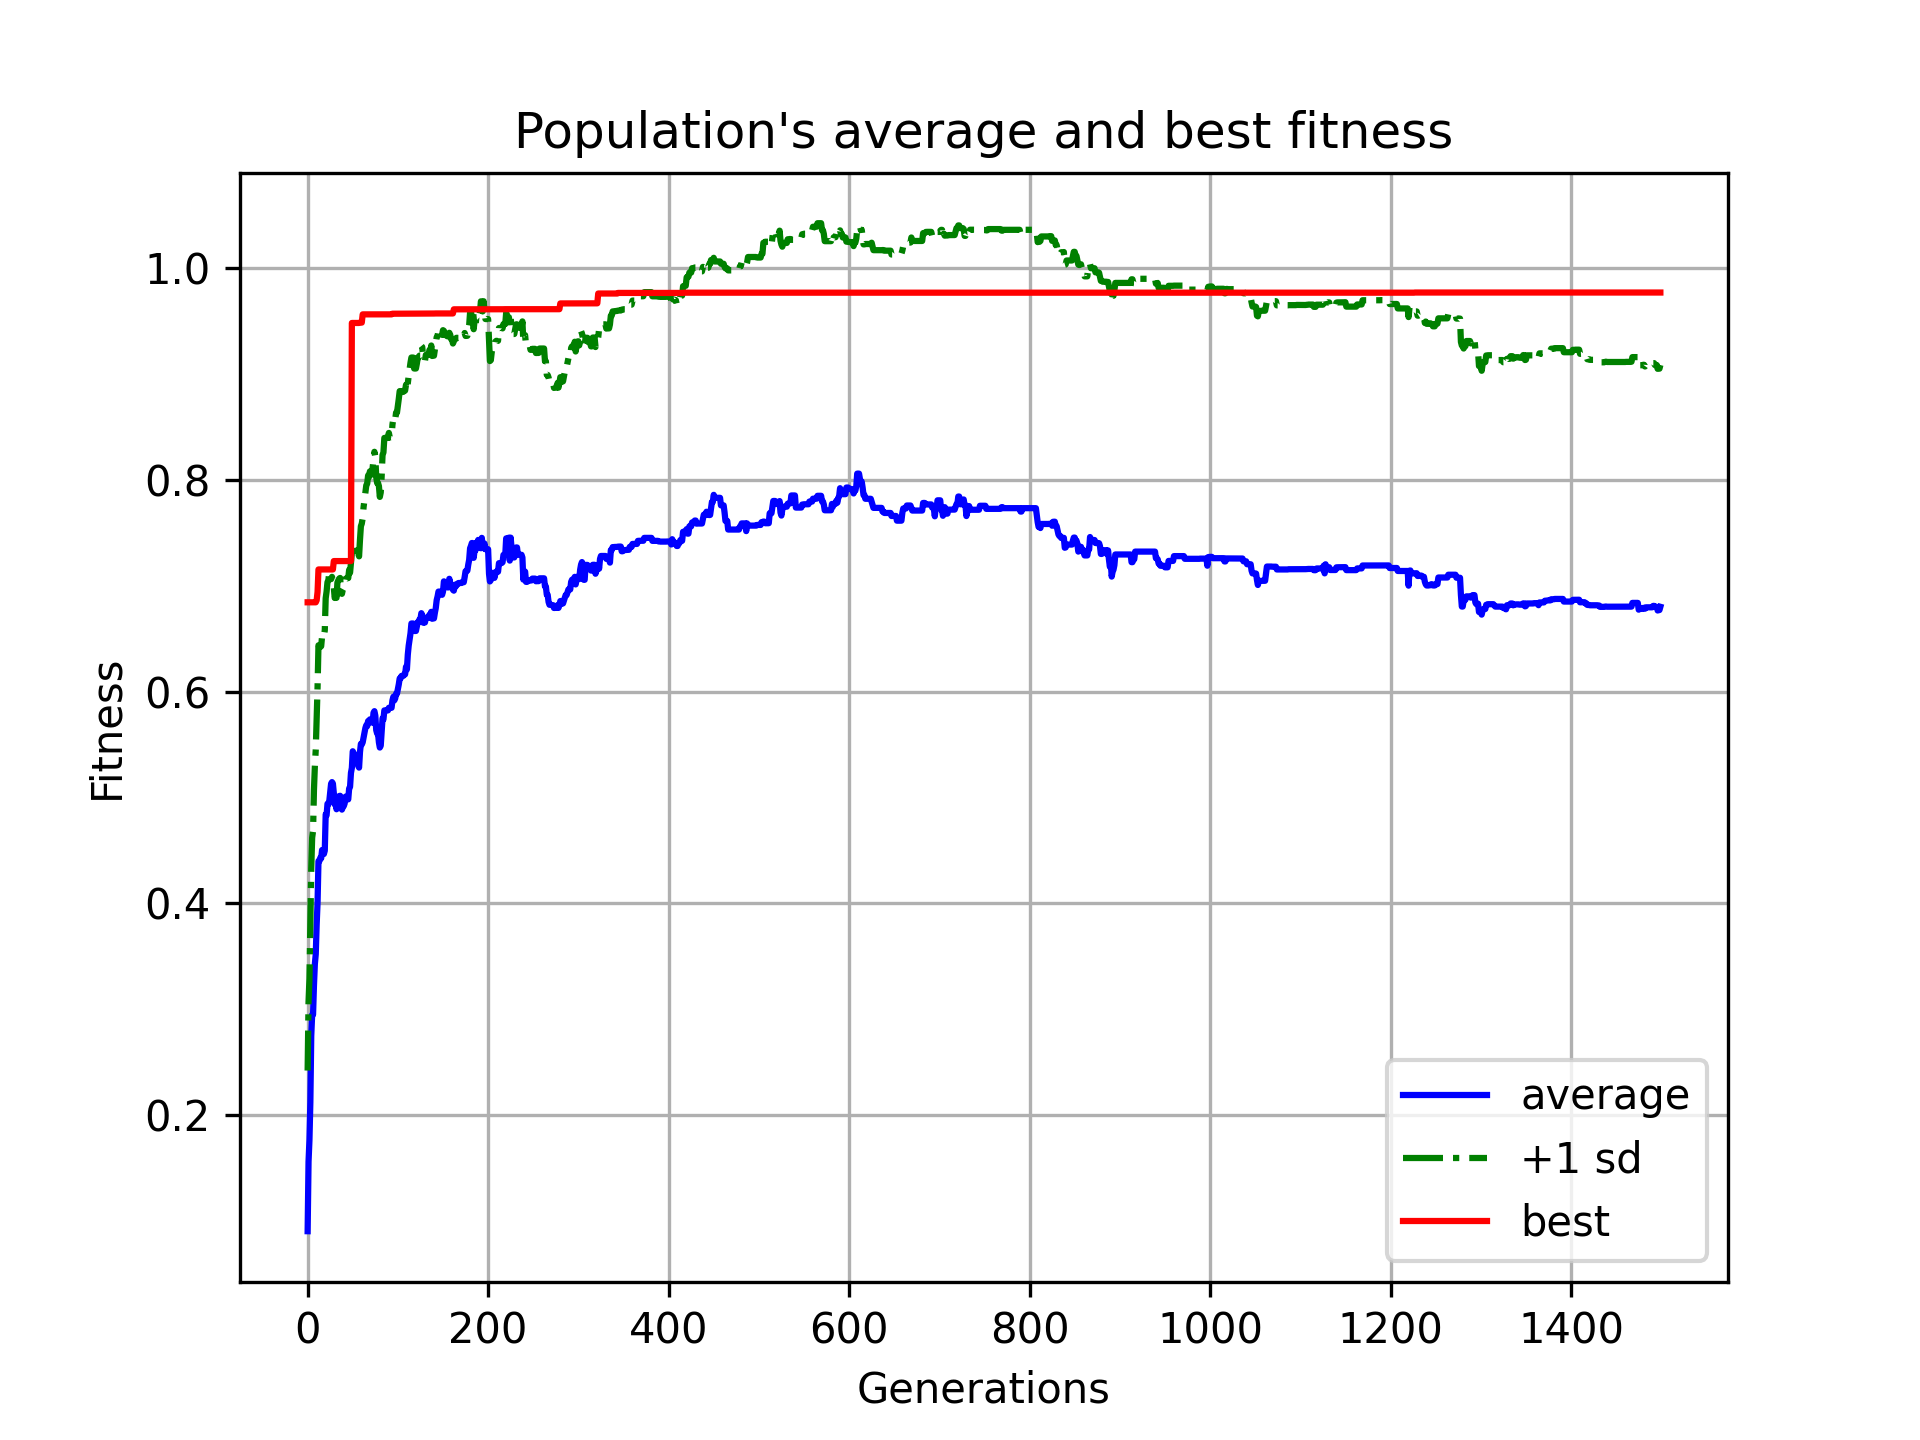 Population's average and best fitness
1.0
0.8
0.6
0.4
0.2
Fitness
average
+1 sd
best
0 200 400 600 800 1000 1200 1400
Generations